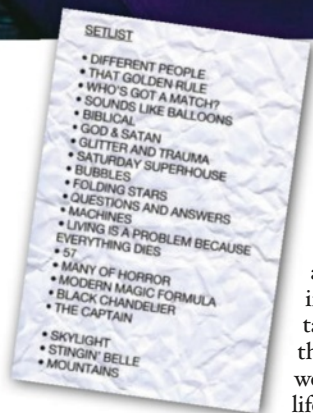 SETLIST
• DIFFERENT PEOPLE
• THAT GOLDEN RULE
• WHO'S GOT A MATCH?
• SOUNDS LIKE BALLOONS
• BIBLICAL
• GOD & SATAN
• GLITTER AND TRAUMA
• SATURDAY SUPERHOUSE
• BUBBLES
• FOLDING STARS
• QUESTIONS AND ANSWERS
• MACHINES
• LIVING IS A PROBLEM BECAUSE
EVERYTHING DIES
• 57
• MANY OF HORROR
• MODERN MAGIC FORMULA
• BLACK CHANDELIER
• THE CAPTAIN
• SKYLIGHT
• STINGIN' BELLE
• MOUNTAINS